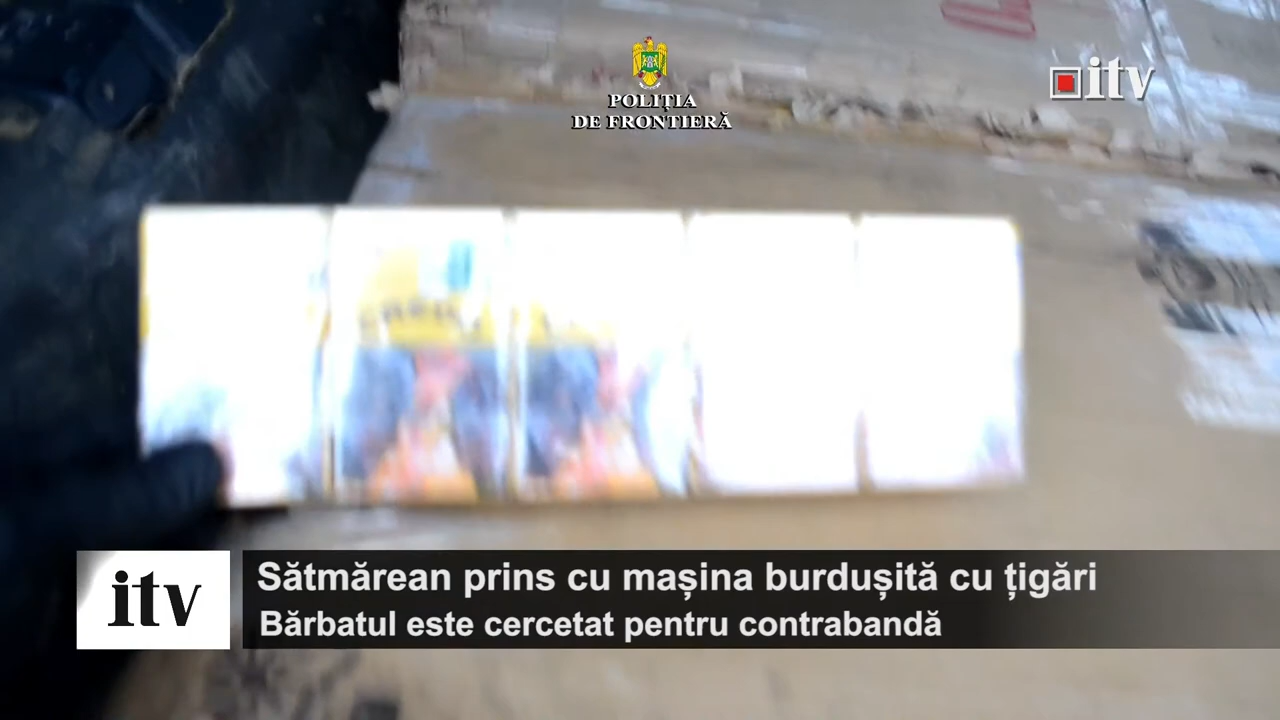 POLIȚIA
DE FRONTIERĂ
itv
itv
Sătmărean prins cu mașina burdușită cu țigări
Bărbatul este cercetat pentru contrabandă